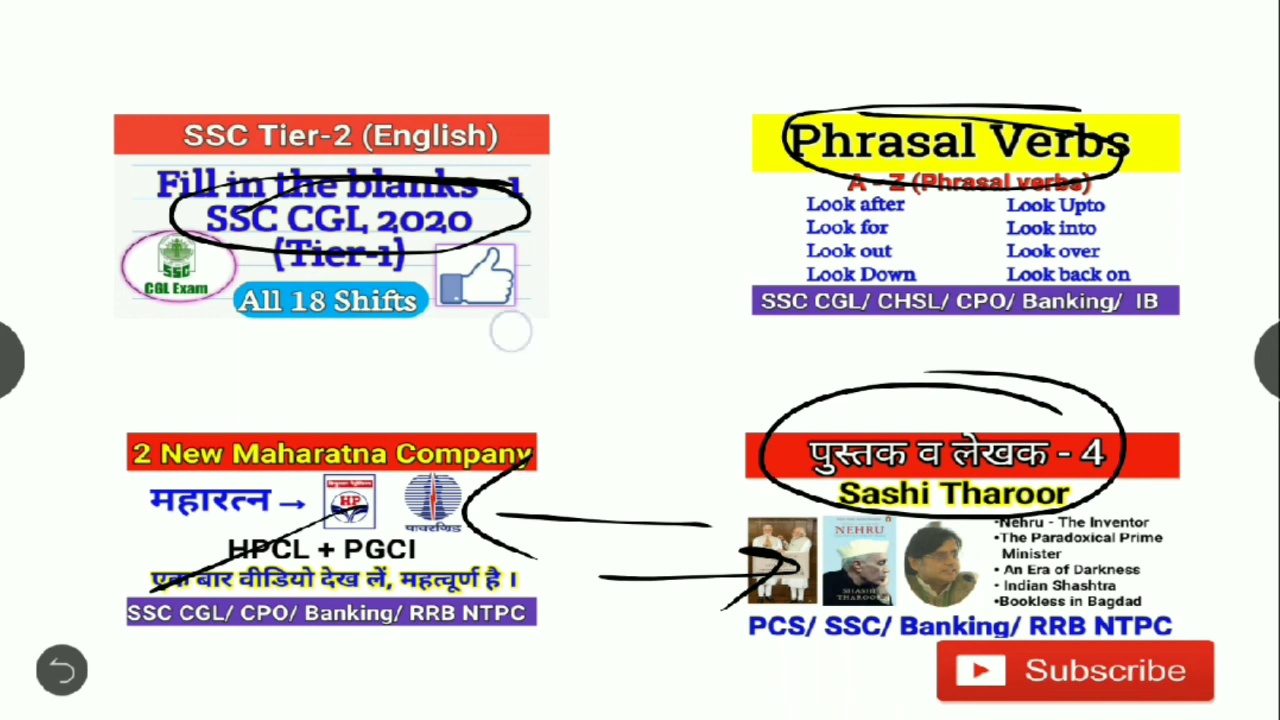 SSC Tier-2 (English)
Fill in the blanks - 1
SSC CGL 2020
(Tier-1)
SSC
CGL Exam
All 18 Shifts
Phrasal Verbs
A - Z (Phrasal verbs)
Look after Look Upto
Look for Look into
Look out Look over
Look Down Look back on
SSC CGL/ CHSL/ CPO/ Banking/ IB
2 New Maharatna Company
महारत्न →
HP
पावरग्रिड
HPCL + PGCI
एक बार वीडियो देख लें, महत्वूर्ण है ।
SSC CGL/ CPO/ Banking/ RRB NTPC
पुस्तक व लेखक - 4
Sashi Tharoor
NEHRU
SHASHI
THAROOR
•Nehru - The Inventor
•The Paradoxical Prime
Minister
• An Era of Darkness
• Indian Shashtra
•Bookless in Bagdad
PCS/ SSC/ Banking/ RRB NTPC
Subscribe